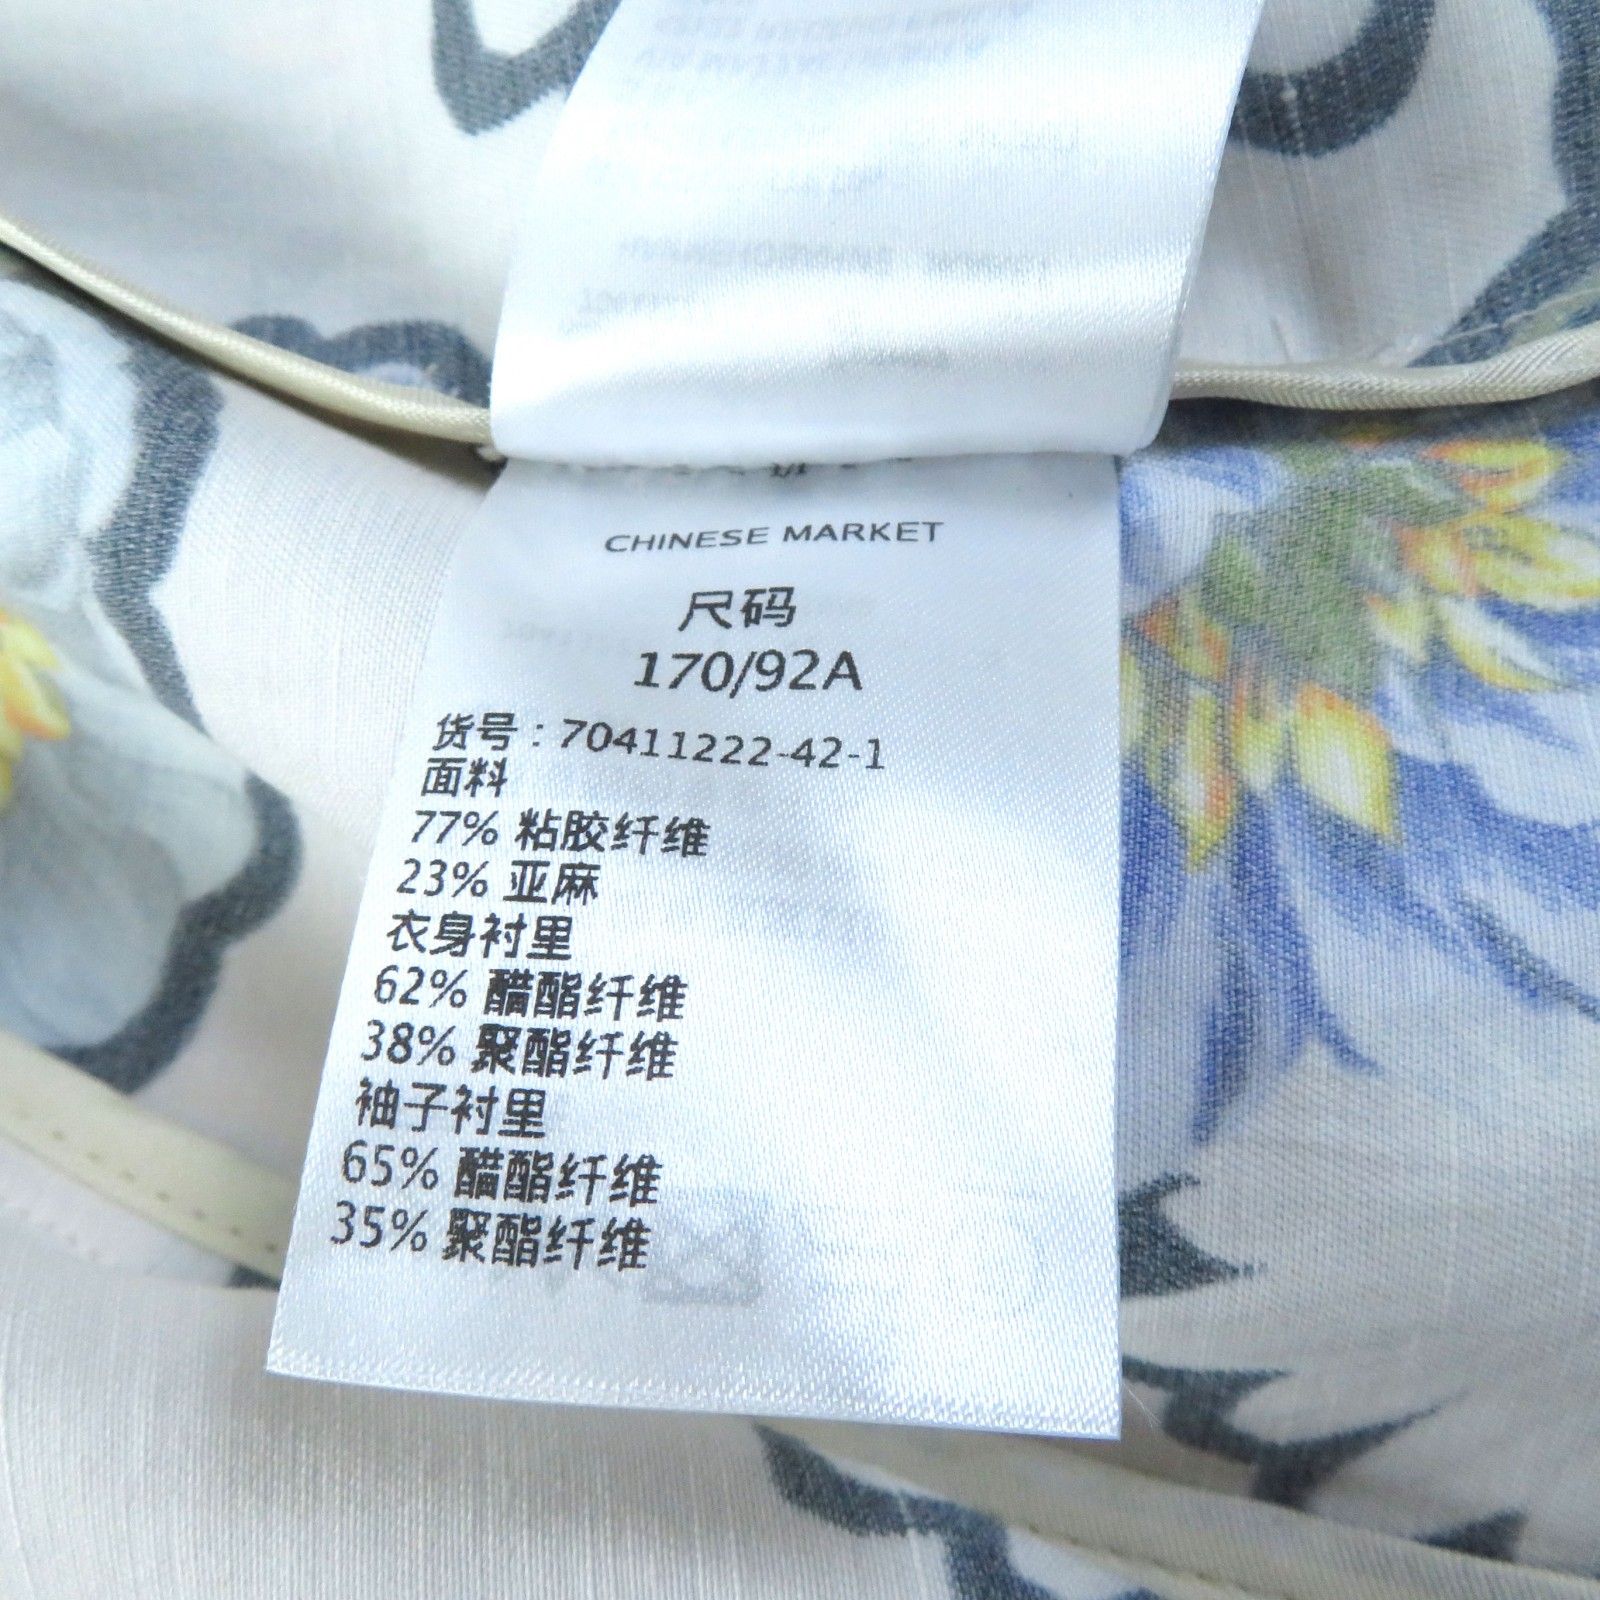 CHINESE MARKET
尺码
170/92A
货号：70411222-42-1
面料
77% 粘胶纤维
23% 亚麻
衣身衬里
62% 醋酯纤维
38% 聚酯纤维
袖子衬里
65% 醋酯纤维
35% 聚酯纤维